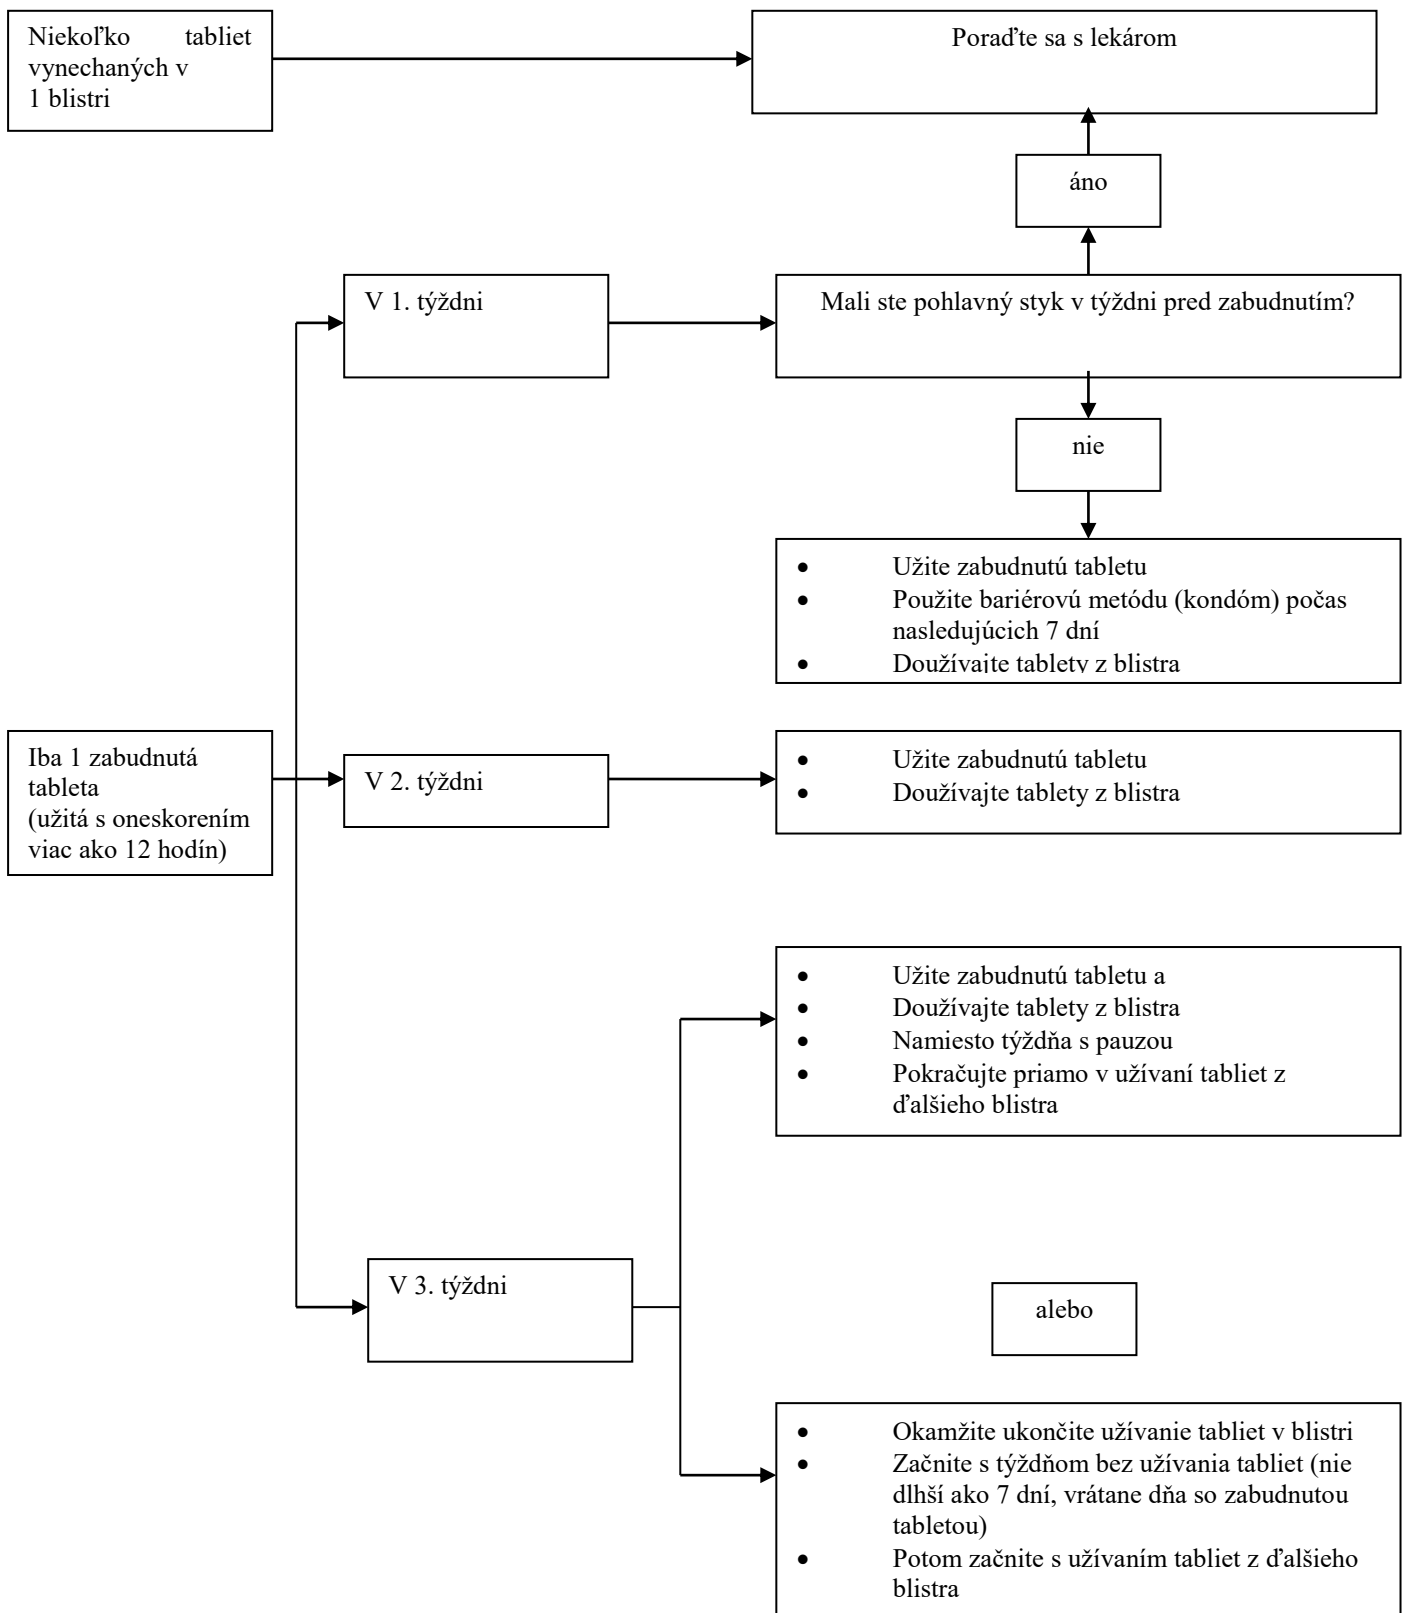 Niekoľko tabliet
vynechaných v
1 blistri
Poraďte sa s lekárom
áno
V 1. týždni
Mali ste pohlavný styk v týždni pred zabudnutím?
nie
• Užite zabudnutú tabletu
• Použite bariérovú metódu (kondóm) počas
nasledujúcich 7 dní
• Doužívajte tablety z blistra
Iba 1 zabudnutá
tableta
(užitá s oneskorením
viac ako 12 hodín)
V 2. týždni
• Užite zabudnutú tabletu
• Doužívajte tablety z blistra
• Užite zabudnutú tabletu a
• Doužívajte tablety z blistra
• Namiesto týždňa s pauzou
• Pokračujte priamo v užívaní tabliet z
ďalšieho blistra
V 3. týždni
alebo
• Okamžite ukončite užívanie tabliet v blistri
• Začnite s týždňom bez užívania tabliet (nie
dlhší ako 7 dní, vrátane dňa so zabudnutou
tabletou)
• Potom začnite s užívaním tabliet z ďalšieho
blistra